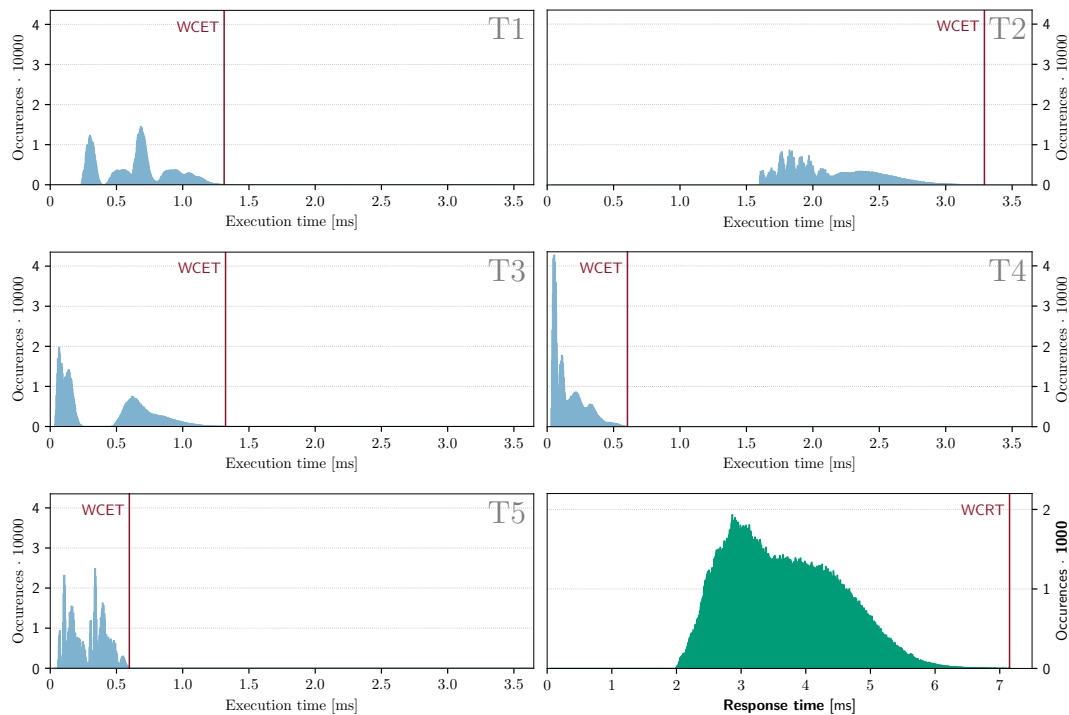 WCET
T1
Occurences · 10000
4
3
2
1
0
0 0.5 1.0 1.5 2.0 2.5 3.0 3.5
Execution time [ms]
WCET
T2
4
3
2
1
0
Occurences · 10000
0 0.5 1.0 1.5 2.0 2.5 3.0 3.5
Execution time [ms]
WCET
T3
Occurences · 10000
4
3
2
1
0
0 0.5 1.0 1.5 2.0 2.5 3.0 3.5
Execution time [ms]
WCET
T4
4
3
2
1
0
Occurences · 10000
0 0.5 1.0 1.5 2.0 2.5 3.0 3.5
Execution time [ms]
WCET
T5
Occurences · 10000
4
3
2
1
0
0 0.5 1.0 1.5 2.0 2.5 3.0 3.5
Execution time [ms]
WCRT
2
1
0
Occurences · 1000
0 1 2 3 4 5 6 7
Response time [ms]